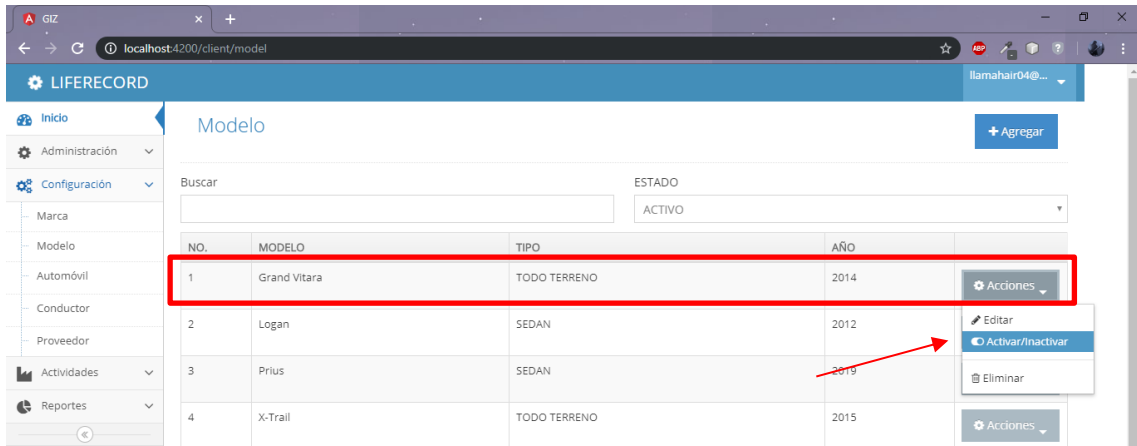 GIZ
localhost:4200/client/model
ABP
LIFERECORD
llamahair04@...
Inicio
Administración
Configuración
Marca
Modelo
Automóvil
Conductor
Proveedor
Actividades
Reportes
Modelo
Agregar
Buscar
ESTADO
ACTIVO
NO. MODELO TIPO AÑO
1 Grand Vitara TODO TERRENO 2014 Acciones
Editar
Activar/Inactivar
Eliminar
2 Logan SEDAN 2012
3 Prius SEDAN 2019
4 X-Trail TODO TERRENO 2015 Acciones